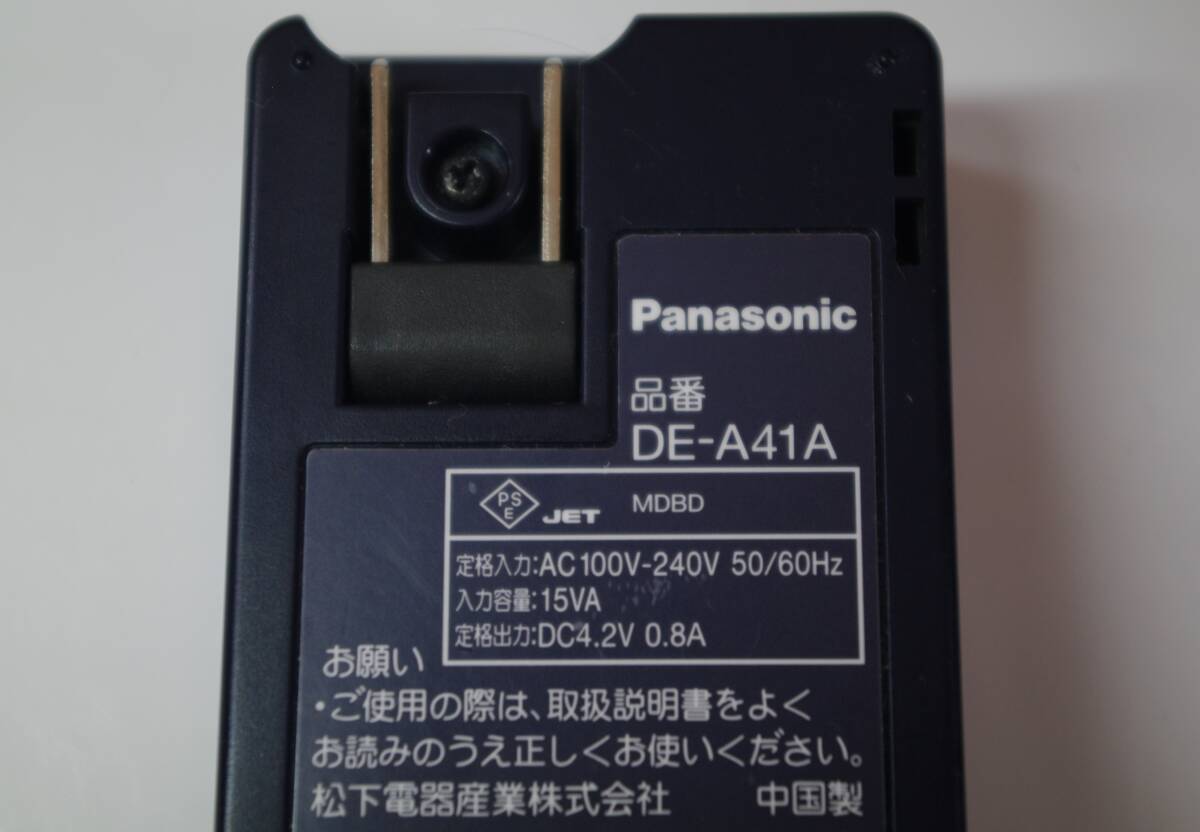 Panasonic
品番
DE-A41A
PSE JET MDBD
定格入力:AC100V-240V 50/60Hz
入力容量:15VA
定格出力:DC4.2V 0.8A
お願い
・ご使用の際は、取扱説明書をよく
お読みのうえ正しくお使いください。
松下電器産業株式会社 中国製